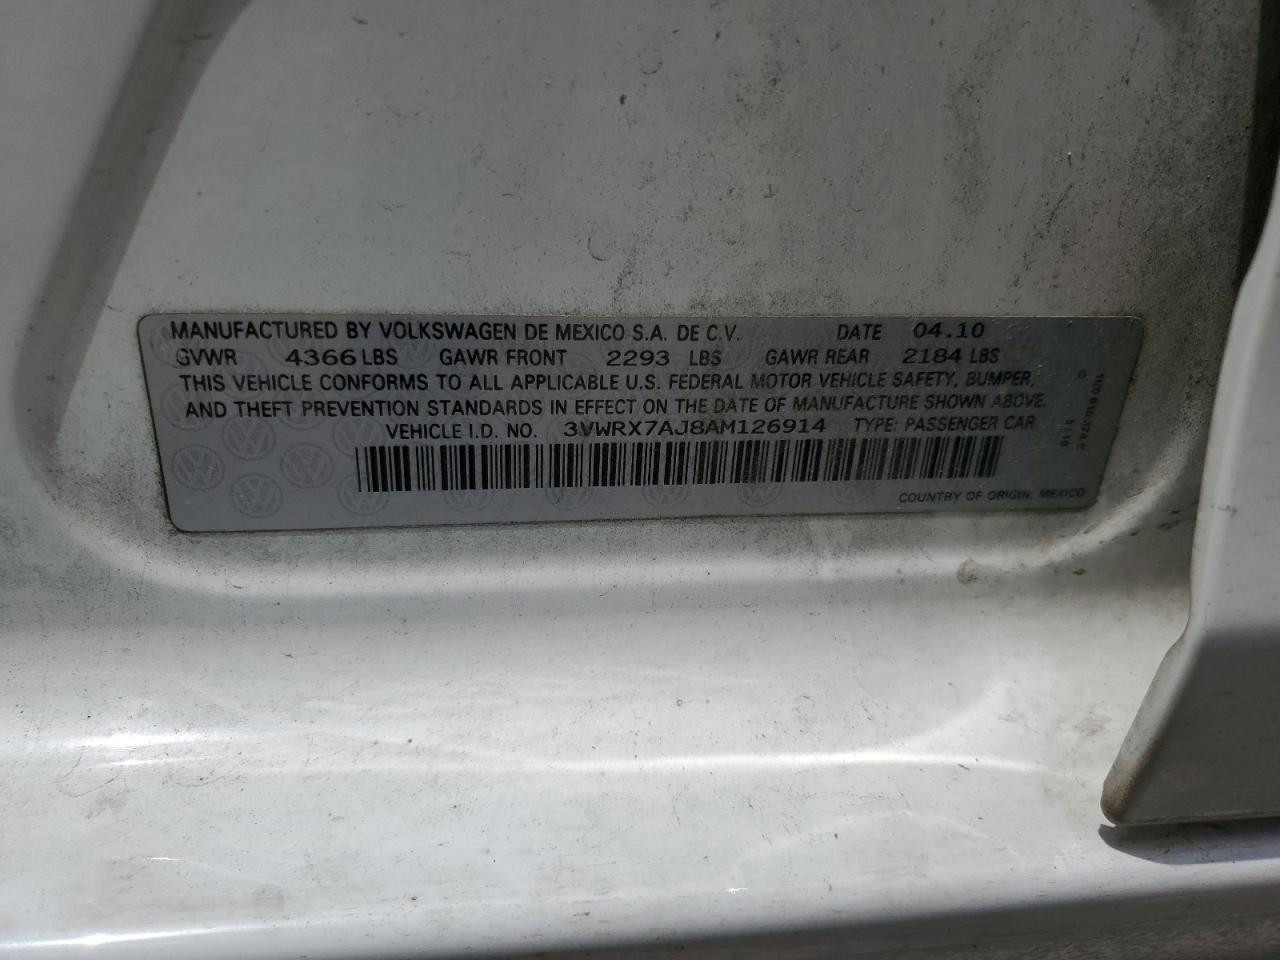 MANUFACTURED BY VOLKSWAGEN DE MEXICO S.A. DE C.V. DATE 04.10
GVWR 4366 LBS GAWR FRONT 2293 LBS GAWR REAR 2184 LBS
THIS VEHICLE CONFORMS TO ALL APPLICABLE U.S. FEDERAL MOTOR VEHICLE SAFETY, BUMPER,
AND THEFT PREVENTION STANDARDS IN EFFECT ON THE DATE OF MANUFACTURE SHOWN ABOVE.
VEHICLE I.D. NO. 3VWRX7AJ8AM126914 TYPE: PASSENGER CAR
COUNTRY OF ORIGIN: MEXICO